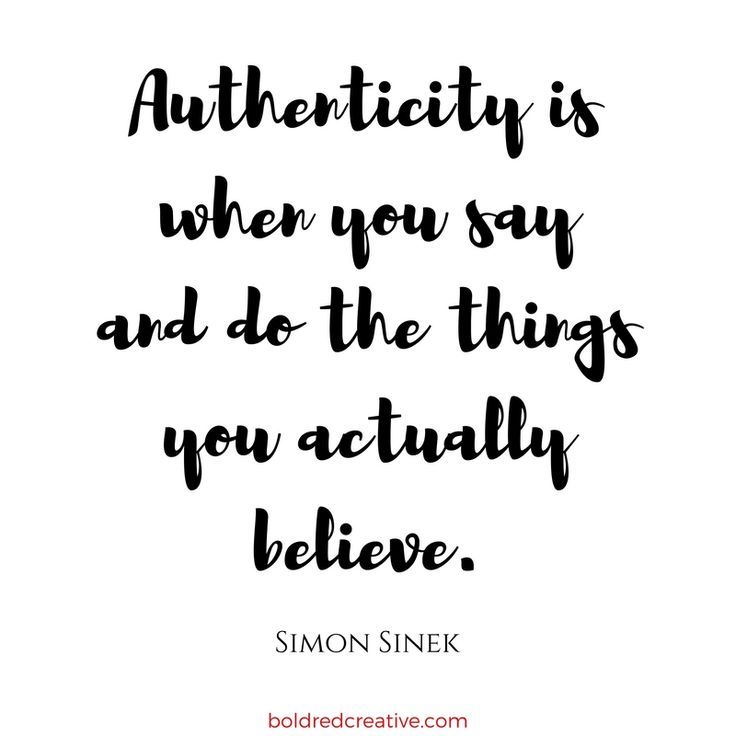 Authenticity is
when you say
and do the things
you actually
believe.
Simon Sinek
boldredcreative.com